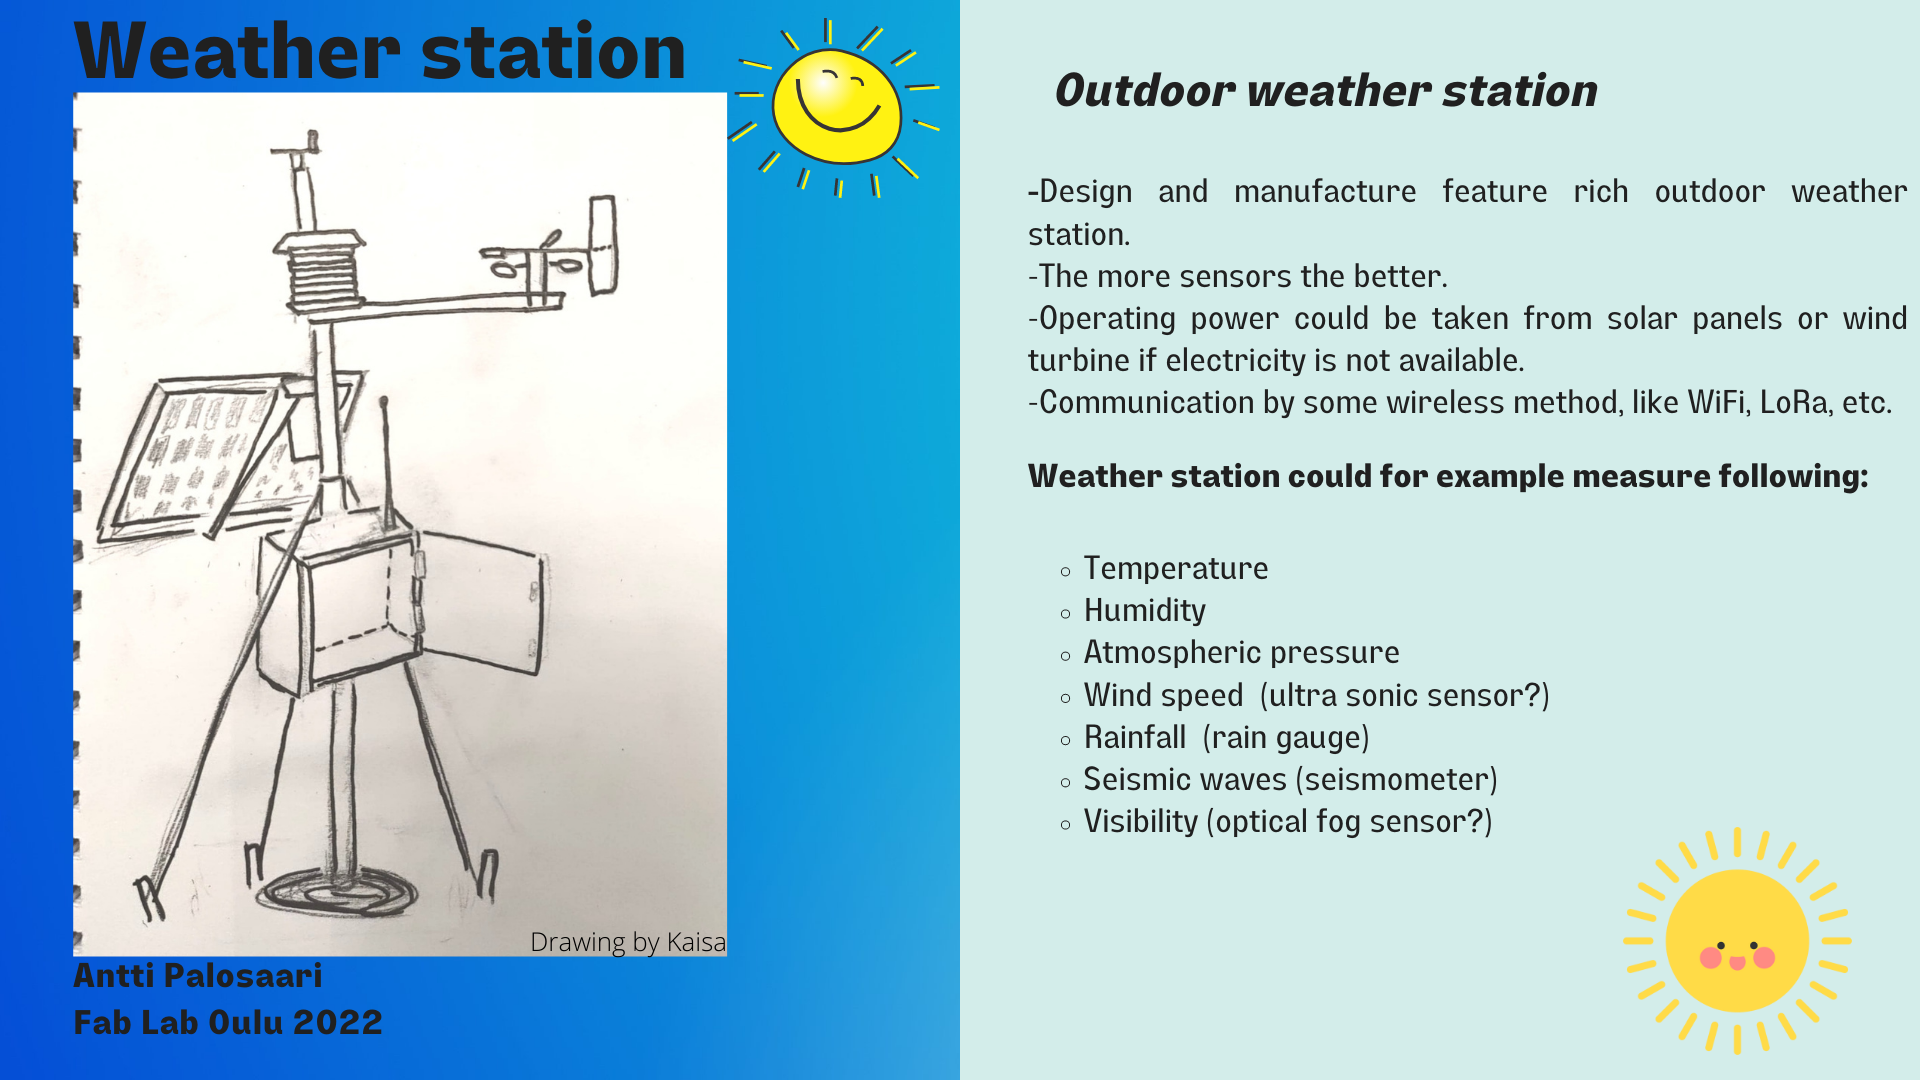 Weather station
Drawing by Kaisa
Antti Palosaari
Fab Lab Oulu 2022
Outdoor weather station
-Design and manufacture feature rich outdoor weather
station.
-The more sensors the better.
-Operating power could be taken from solar panels or wind
turbine if electricity is not available.
-Communication by some wireless method, like WiFi, LoRa, etc.
Weather station could for example measure following:
Temperature
Humidity
Atmospheric pressure
Wind speed (ultra sonic sensor?)
Rainfall (rain gauge)
Seismic waves (seismometer)
Visibility (optical fog sensor?)